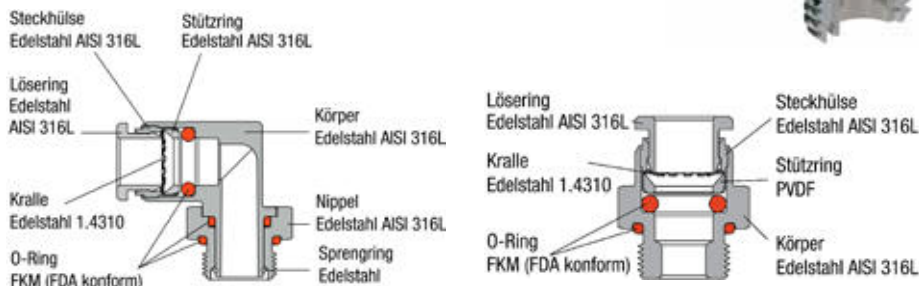 Steckhülse
Edelstahl AISI 316L
Stützring
Edelstahl AISI 316L
Lösering
Edelstahl
AISI 316L
Körper
Edelstahl AISI 316L
Kralle
Edelstahl 1.4310
Nippel
Edelstahl AISI 316L
O-Ring
FKM (FDA konform)
Sprengring
Edelstahl
Lösering
Edelstahl AISI 316L
Steckhülse
Edelstahl AISI 316L
Kralle
Edelstahl 1.4310
Stützring
PVDF
O-Ring
FKM (FDA konform)
Körper
Edelstahl AISI 316L